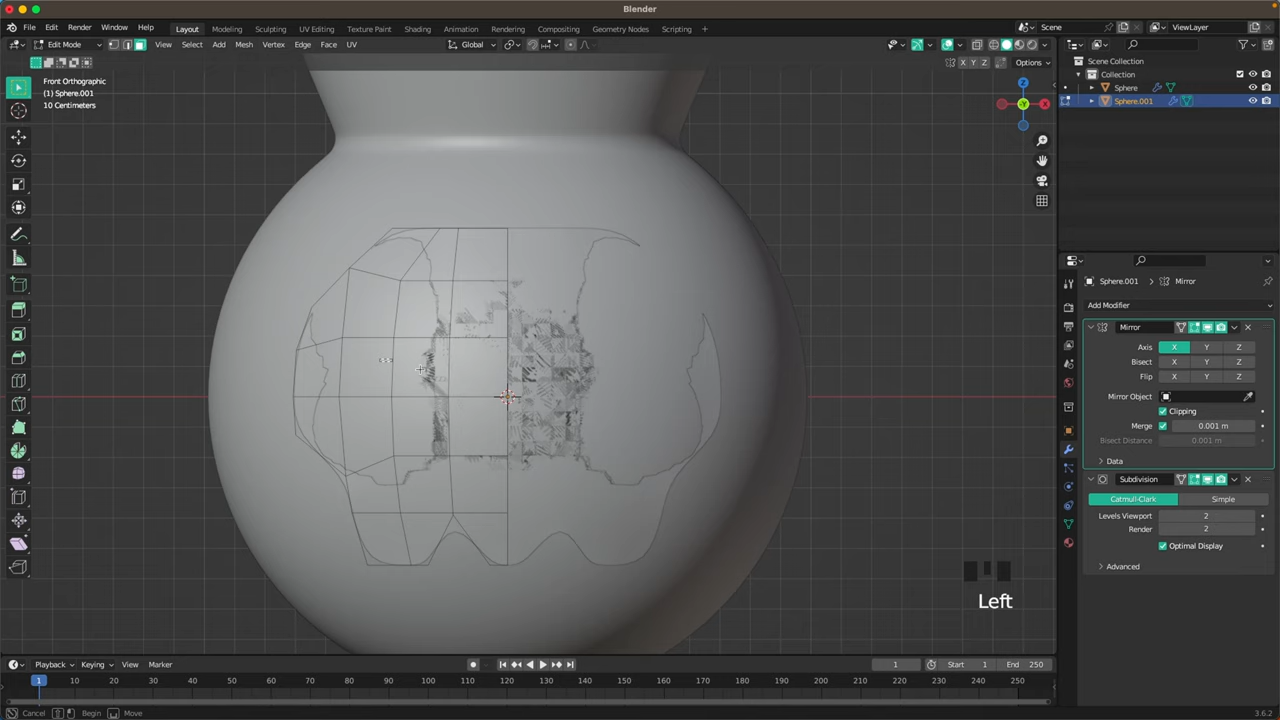 Blender
File Edit Render Window Help
Layout Modeling Sculpting UV Editing Texture Paint Shading Animation Rendering Compositing Geometry Nodes Scripting
Scene
ViewLayer
Edit Mode View Select Add Mesh Vertex Edge Face UV
Global
X Y Z Options
Front Orthographic
(1) Sphere.001
10 Centimeters
Z
Y
X
Left
Scene Collection
Collection
Sphere
Sphere.001
Sphere.001 > Mirror
Add Modifier
Mirror
Axis X Y Z
Bisect X Y Z
Flip X Y Z
Mirror Object
Clipping
Merge 0.001 m
Bisect Distance 0.001 m
Data
Subdivision
Catmull-Clark Simple
Levels Viewport 2
Render 2
Optimal Display
Advanced
Playback Keying View Marker
1 Start 1 End 250
1 10 20 30 40 50 60 70 80 90 100 110 120 130 140 150 160 170 180 190 200 210 220 230 240 250
Cancel Begin Move
3.6.2